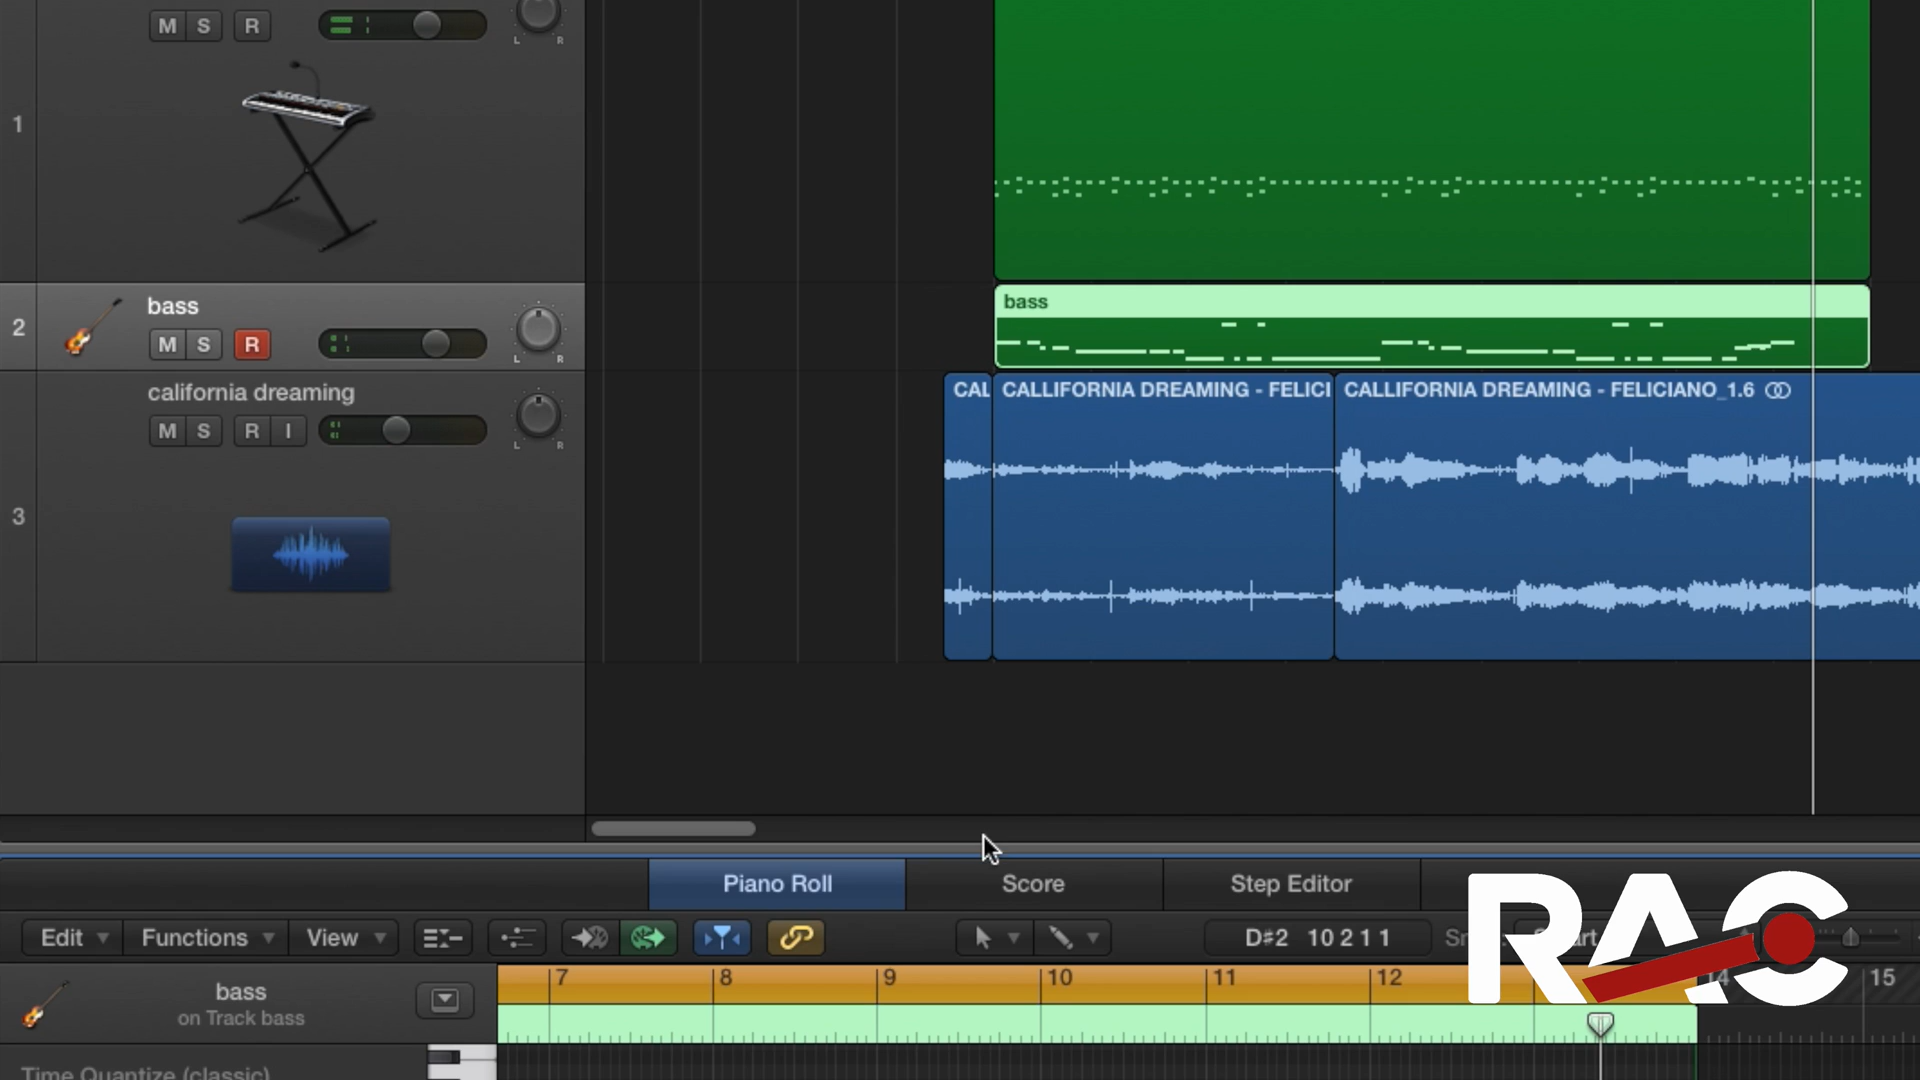 M S R
L R
1
bass
2
M S R
L R
bass
california dreaming
M S R I
L R
3
CAL
CALLIFORNIA DREAMING - FELICI
CALLIFORNIA DREAMING - FELICIANO_1.6
Piano Roll
Score
Step Editor
Edit
Functions
View
D#2 10 2 1 1
RAC
7 8 9 10 11 12 14 15
bass
on Track bass
Time Quantize (classic)